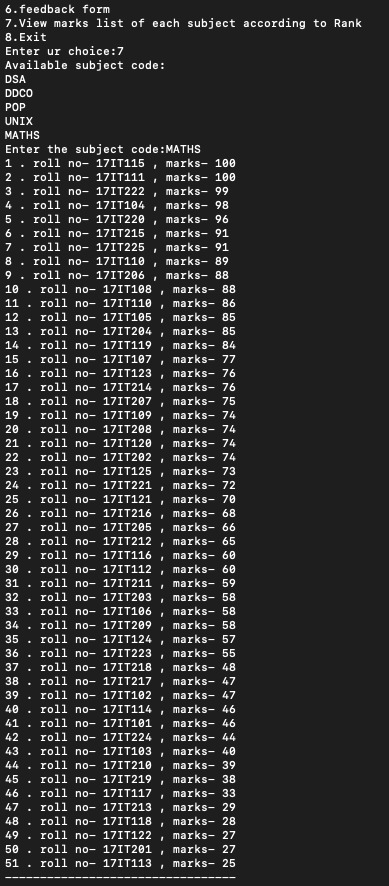 6.feedback form
7.View marks list of each subject according to Rank
8.Exit
Enter ur choice:7
Available subject code:
DSA
DDCO
POP
UNIX
MATHS
Enter the subject code:MATHS
1 . roll no- 17IT115 , marks- 100
2 . roll no- 17IT111 , marks- 100
3 . roll no- 17IT222 , marks- 99
4 . roll no- 17IT104 , marks- 98
5 . roll no- 17IT220 , marks- 96
6 . roll no- 17IT215 , marks- 91
7 . roll no- 17IT225 , marks- 91
8 . roll no- 17IT110 , marks- 89
9 . roll no- 17IT206 , marks- 88
10 . roll no- 17IT108 , marks- 88
11 . roll no- 17IT110 , marks- 86
12 . roll no- 17IT105 , marks- 85
13 . roll no- 17IT204 , marks- 85
14 . roll no- 17IT119 , marks- 84
15 . roll no- 17IT107 , marks- 77
16 . roll no- 17IT123 , marks- 76
17 . roll no- 17IT214 , marks- 76
18 . roll no- 17IT207 , marks- 75
19 . roll no- 17IT109 , marks- 74
20 . roll no- 17IT208 , marks- 74
21 . roll no- 17IT120 , marks- 74
22 . roll no- 17IT202 , marks- 74
23 . roll no- 17IT125 , marks- 73
24 . roll no- 17IT221 , marks- 72
25 . roll no- 17IT121 , marks- 70
26 . roll no- 17IT216 , marks- 68
27 . roll no- 17IT205 , marks- 66
28 . roll no- 17IT212 , marks- 65
29 . roll no- 17IT116 , marks- 60
30 . roll no- 17IT112 , marks- 60
31 . roll no- 17IT211 , marks- 59
32 . roll no- 17IT203 , marks- 58
33 . roll no- 17IT106 , marks- 58
34 . roll no- 17IT209 , marks- 58
35 . roll no- 17IT124 , marks- 57
36 . roll no- 17IT223 , marks- 55
37 . roll no- 17IT218 , marks- 48
38 . roll no- 17IT217 , marks- 47
39 . roll no- 17IT102 , marks- 47
40 . roll no- 17IT114 , marks- 46
41 . roll no- 17IT101 , marks- 46
42 . roll no- 17IT224 , marks- 44
43 . roll no- 17IT103 , marks- 40
44 . roll no- 17IT210 , marks- 39
45 . roll no- 17IT219 , marks- 38
46 . roll no- 17IT117 , marks- 33
47 . roll no- 17IT213 , marks- 29
48 . roll no- 17IT118 , marks- 28
49 . roll no- 17IT122 , marks- 27
50 . roll no- 17IT201 , marks- 27
51 . roll no- 17IT113 , marks- 25
---------------------------------